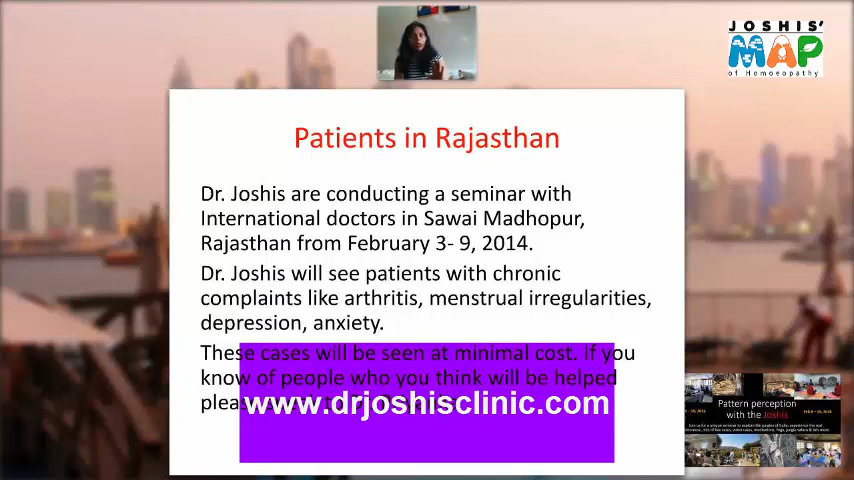 JOSHIS’
MAP
of Homoeopathy
Patients in Rajasthan
Dr. Joshis are conducting a seminar with
International doctors in Sawai Madhopur,
Rajasthan from February 3- 9, 2014.
Dr. Joshis will see patients with chronic
complaints like arthritis, menstrual irregularities,
depression, anxiety.
These cases will be seen at minimal cost. If you
know of people who you think will be helped
www.drjoshisclinic.com
Pattern perception
with the Joshis